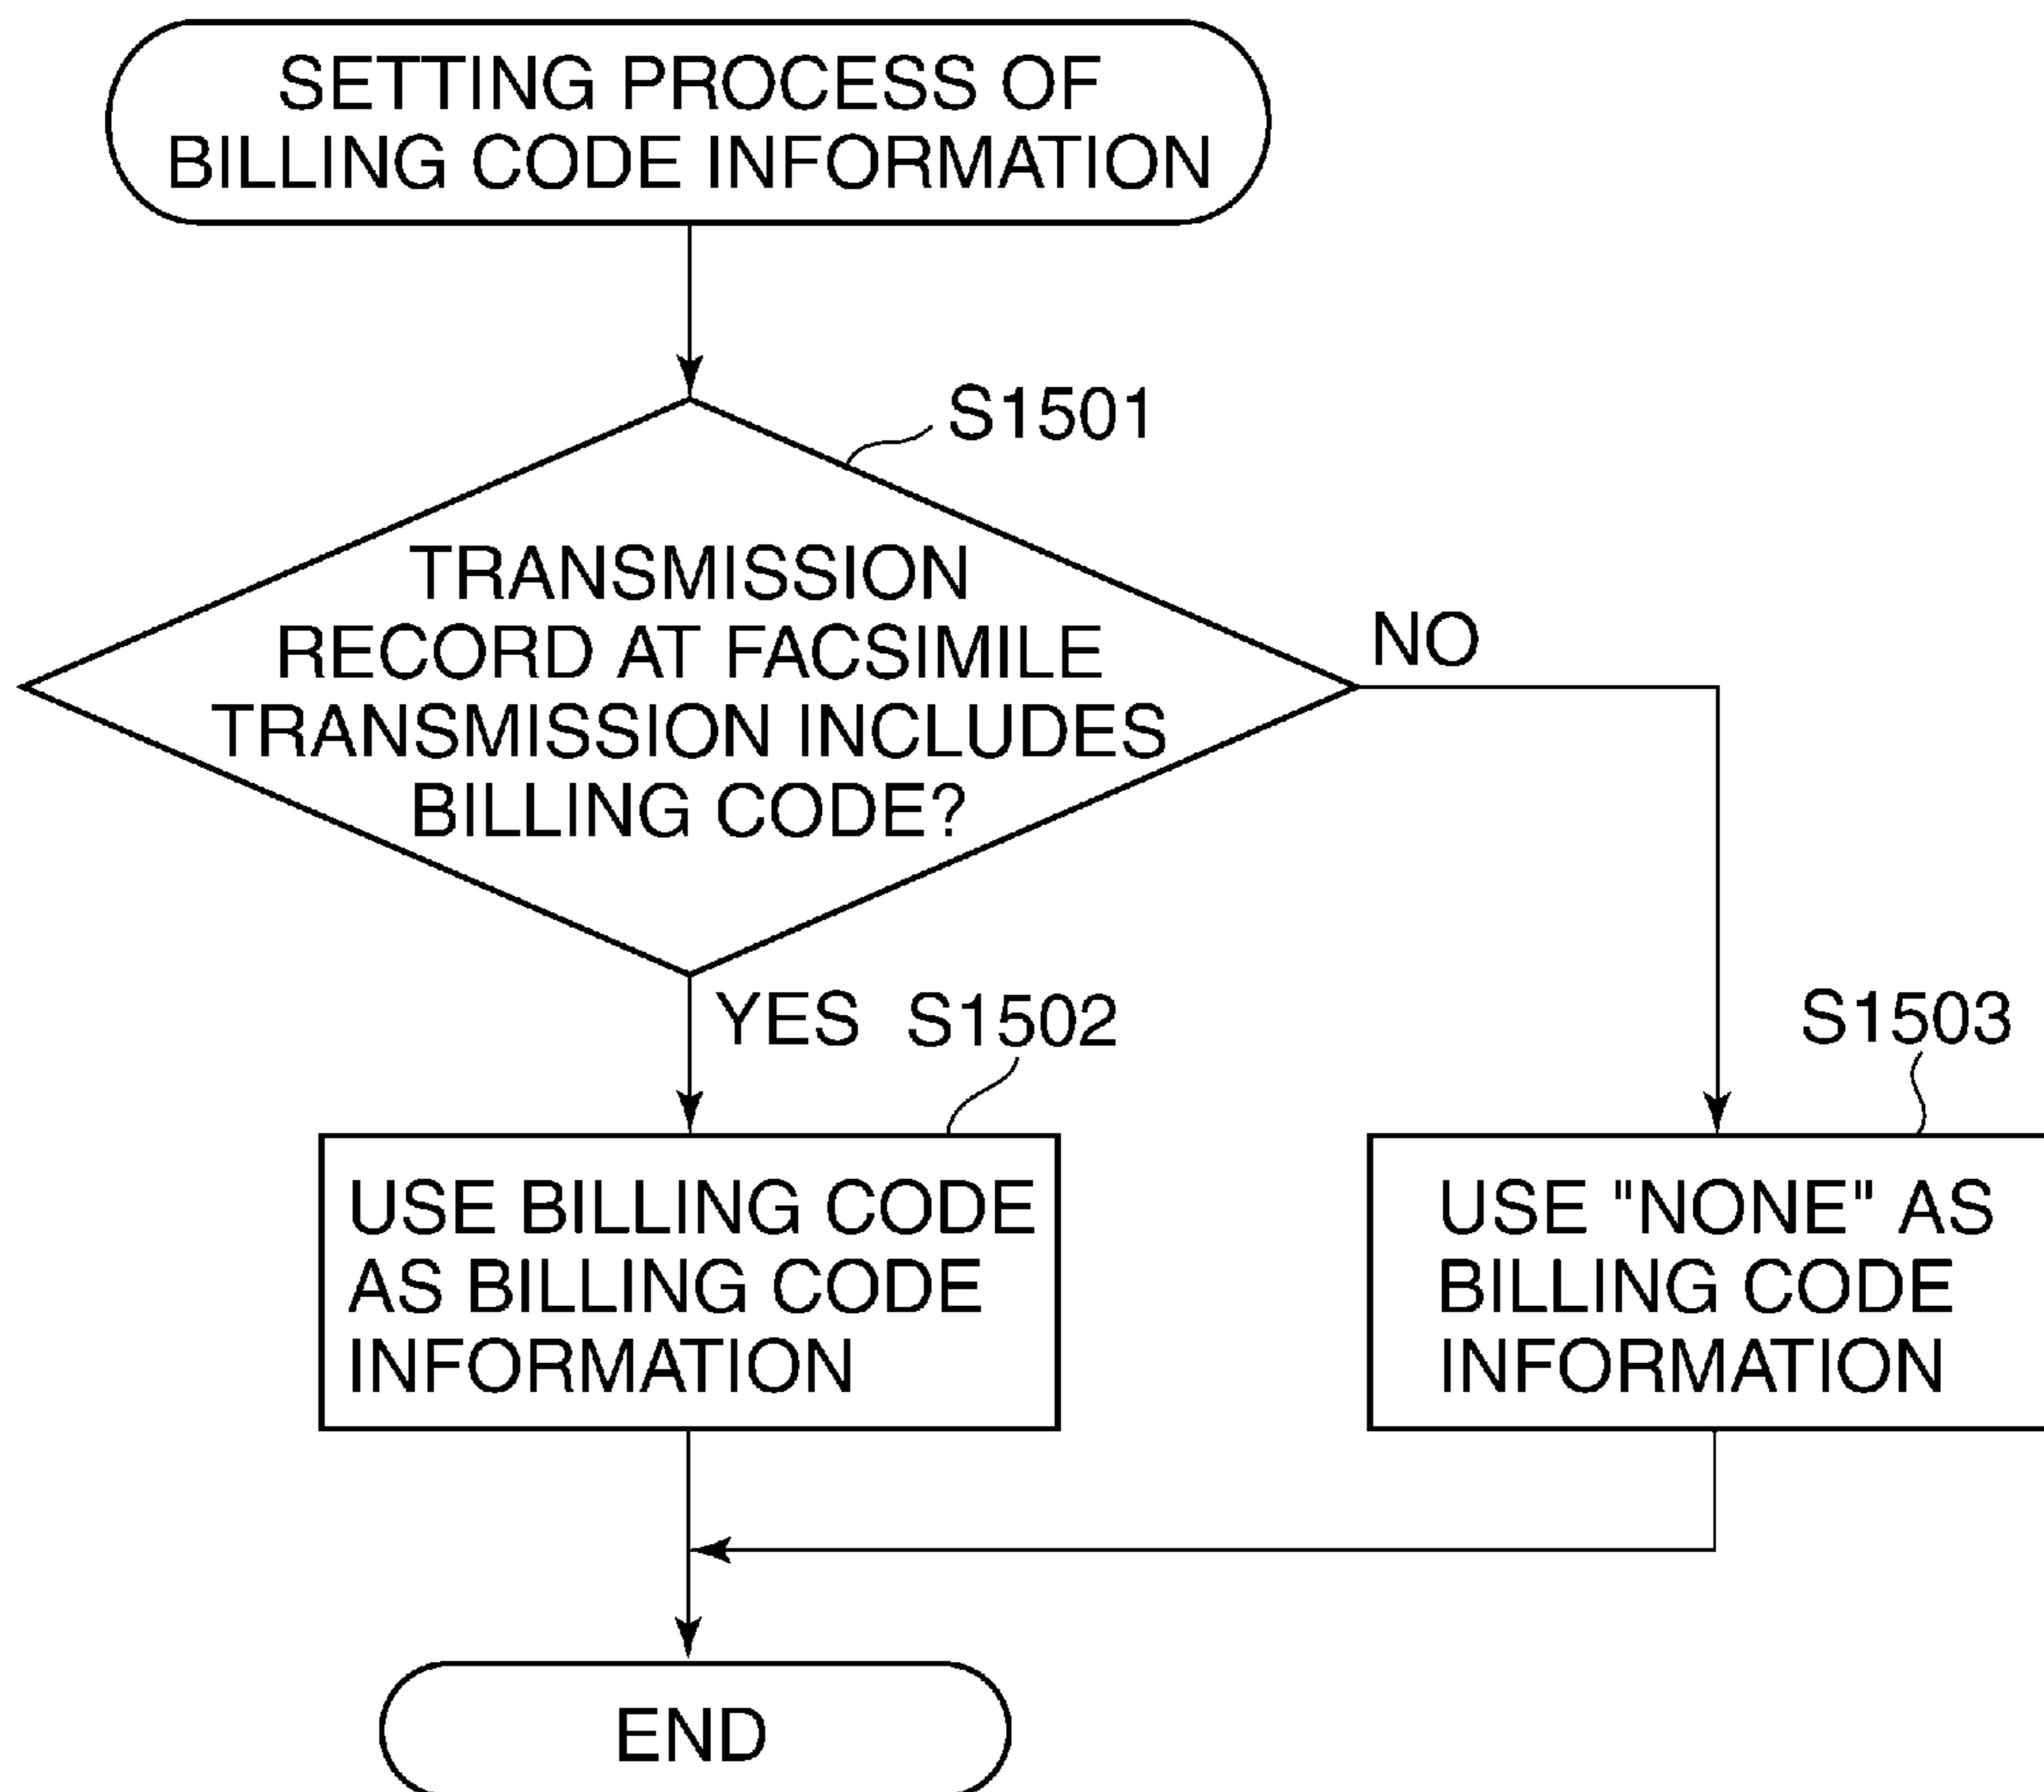 SETTING PROCESS OF
BILLING CODE INFORMATION
S1501
TRANSMISSION
RECORD AT FACSIMILE
TRANSMISSION INCLUDES
BILLING CODE?
NO
YES
S1502
S1503
USE BILLING CODE
AS BILLING CODE
INFORMATION
USE "NONE" AS
BILLING CODE
INFORMATION
END